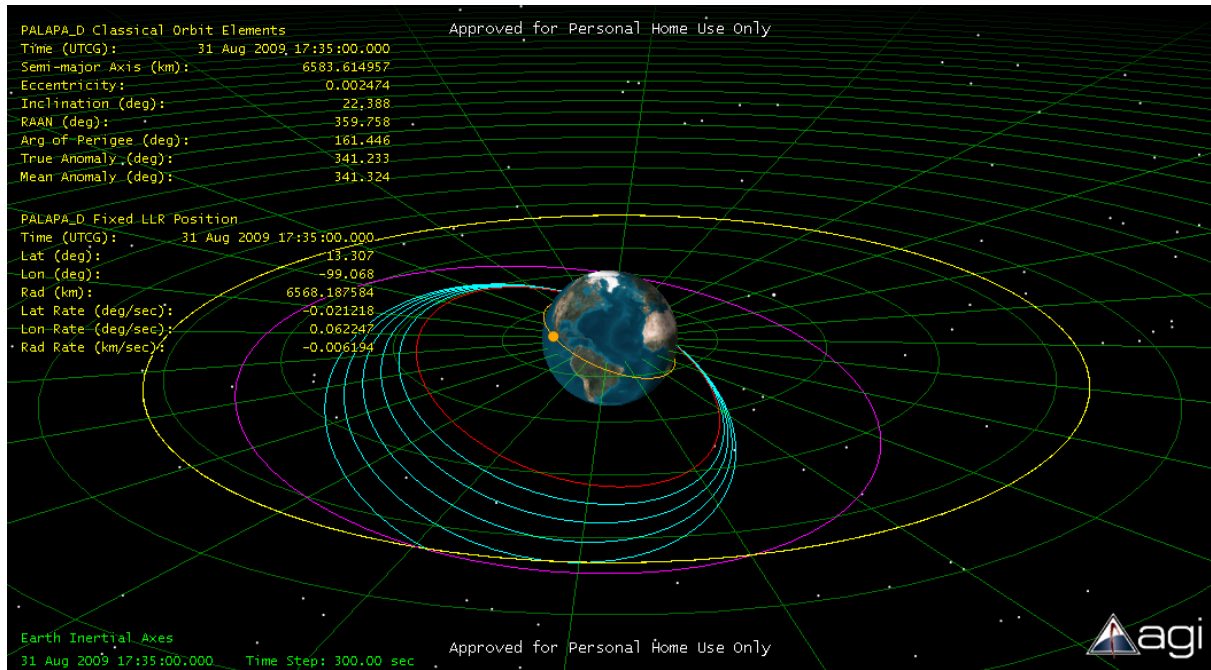 Approved for Personal Home Use Only
PALAPA_D Classical Orbit Elements
Time (UTCG): 31 Aug 2009 17:35:00.000
Semi-major Axis (km): 6583.614957
Eccentricity: 0.002474
Inclination (deg): 22.388
RAAN (deg): 359.758
Arg of Perigee (deg): 161.446
True Anomaly (deg): 341.233
Mean Anomaly (deg): 341.324
PALAPA_D Fixed LLR Position
Time (UTCG): 31 Aug 2009 17:35:00.000
Lat (deg): 13.307
Lon (deg): -99.068
Rad (km): 6568.187584
Lat Rate (deg/sec): -0.021218
Lon Rate (deg/sec): 0.062247
Rad Rate (km/sec): -0.006194
Earth Inertial Axes
31 Aug 2009 17:35:00.000 Time Step: 300.00 sec
Approved for Personal Home Use Only
agi